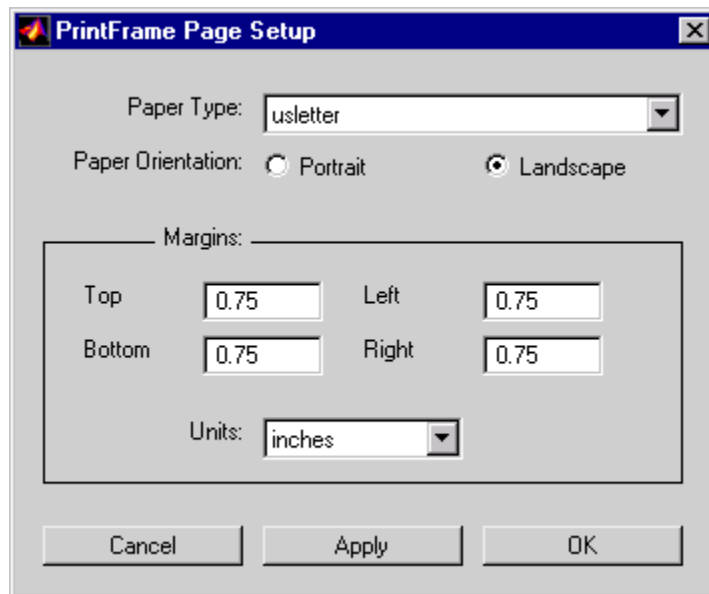 PrintFrame Page Setup
Paper Type: usletter
Paper Orientation: Portrait Landscape
Margins:
Top 0.75 Left 0.75
Bottom 0.75 Right 0.75
Units: inches
Cancel Apply OK